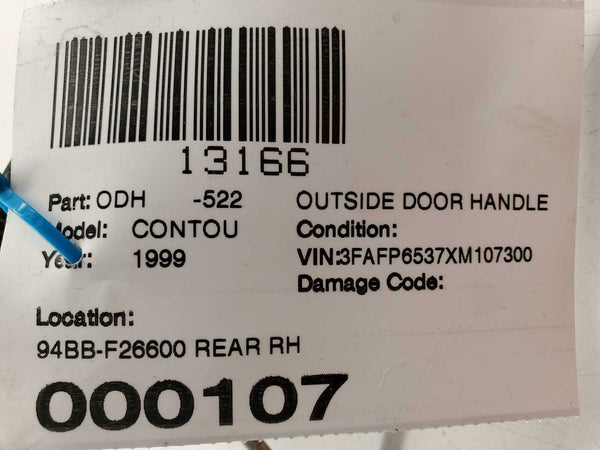 13166
Part: ODH -522 OUTSIDE DOOR HANDLE
Model: CONTOU Condition:
Year: 1999 VIN:3FAFP6537XM107300
Damage Code:
Location:
94BB-F26600 REAR RH
000107